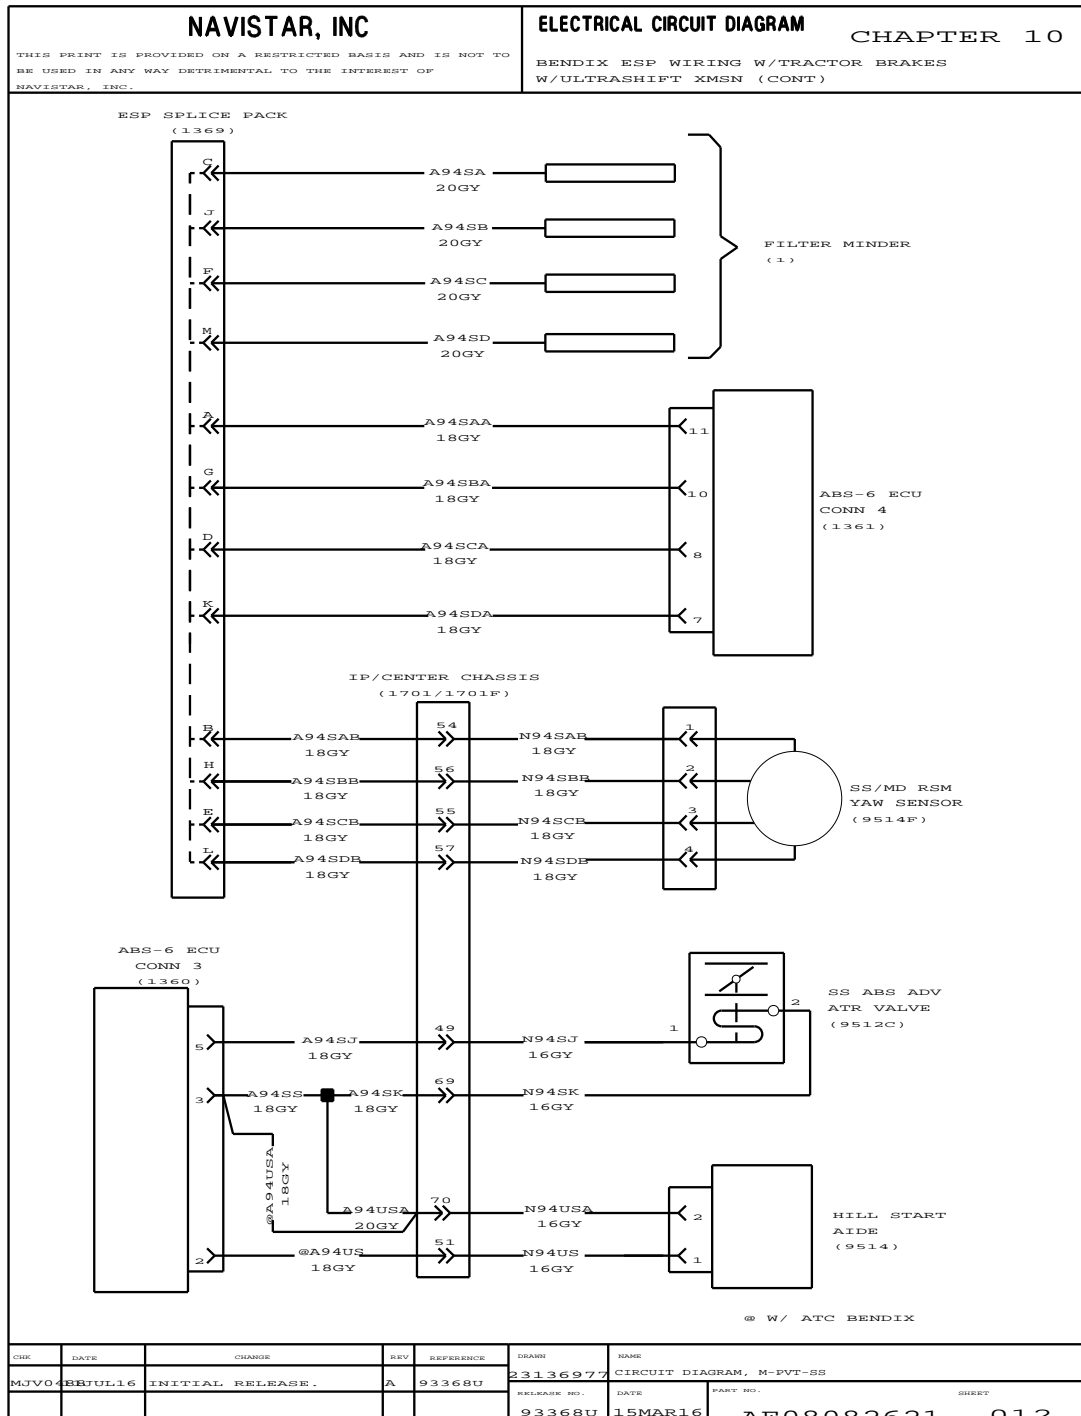 NAVISTAR, INC
THIS PRINT IS PROVIDED ON A RESTRICTED BASIS AND IS NOT TO
BE USED IN ANY WAY DETRIMENTAL TO THE INTEREST OF
NAVISTAR, INC.
ELECTRICAL CIRCUIT DIAGRAM
CHAPTER 10
BENDIX ESP WIRING W/TRACTOR BRAKES
W/ULTRASHIFT XMSN (CONT)
ESP SPLICE PACK
(1369)
C
A94SA
20GY
J
A94SB
20GY
FILTER MINDER
(1)
F
A94SC
20GY
M
A94SD
20GY
A
A94SAA
18GY
11
G
A94SBA
18GY
10
ABS-6 ECU
CONN 4
(1361)
D
A94SCA
18GY
8
K
A94SDA
18GY
7
IP/CENTER CHASSIS
(1701/1701F)
B
A94SAB
18GY
54
N94SAB
18GY
1
H
A94SBB
18GY
56
N94SBB
18GY
2
SS/MD RSM
YAW SENSOR
(9514F)
E
A94SCB
18GY
55
N94SCB
18GY
3
L
A94SDB
18GY
57
N94SDB
18GY
4
ABS-6 ECU
CONN 3
(1360)
SS ABS ADV
ATR VALVE
(9512C)
5
A94SJ
18GY
49
N94SJ
16GY
1
2
3
A94SS
18GY
A94SK
18GY
69
N94SK
16GY
@A94USA
18GY
A94USA
20GY
70
N94USA
16GY
2
HILL START
AIDE
(9514)
2
@A94US
18GY
51
N94US
16GY
1
@ W/ ATC BENDIX
CHK DATE CHANGE REV REFERENCE DRAWN NAME
INITIAL RELEASE. A 93368U 23136977 CIRCUIT DIAGRAM, M-PVT-SS
RELEASE NO. DATE PART NO. SHEET
93368U 15MAR16